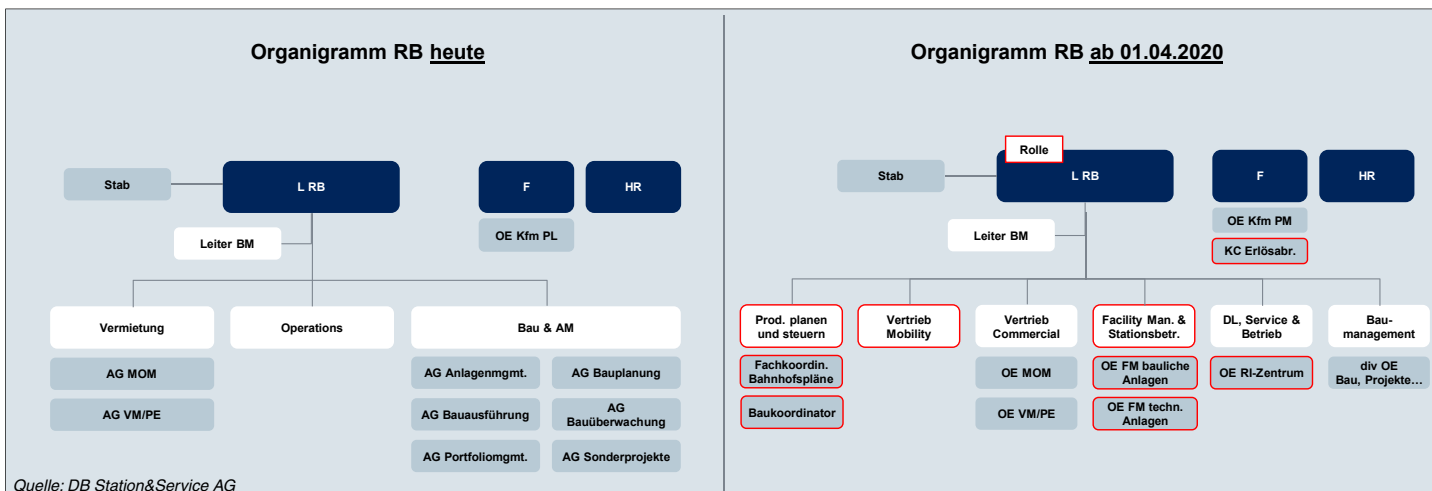 Organigramm RB heute
Stab
L RB
F
HR
OE Kfm PL
Leiter BM
Vermietung
Operations
Bau & AM
AG MOM
AG VM/PE
AG Anlagenmgmt.
AG Bauplanung
AG Bauausführung
AG
Bauüberwachung
AG Portfoliomgmt.
AG Sonderprojekte
Quelle: DB Station&Service AG
Organigramm RB ab 01.04.2020
Rolle
Stab
L RB
F
HR
OE Kfm PM
KC Erlösabr.
Leiter BM
Prod. planen
und steuern
Vertrieb
Mobility
Vertrieb
Commercial
Facility Man. &
Stationsbetr.
DL, Service &
Betrieb
Bau-
management
Fachkoordin.
Bahnhofspläne
Baukoordinator
OE MOM
OE VM/PE
OE FM bauliche
Anlagen
OE FM techn.
Anlagen
OE RI-Zentrum
div OE
Bau, Projekte…